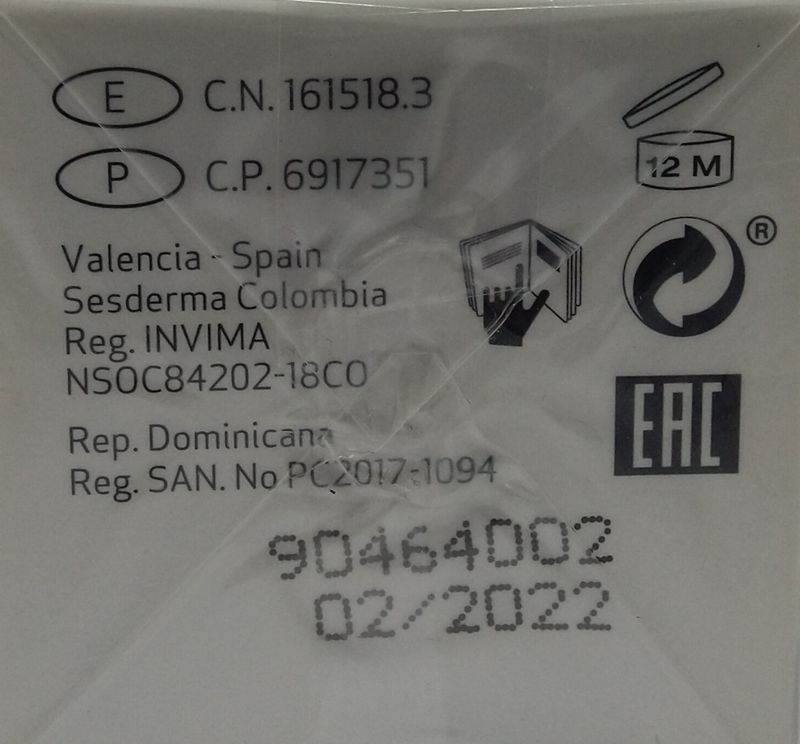 E C.N. 161518.3
P C.P. 6917351
12 M
Valencia - Spain
Sesderma Colombia
Reg. INVIMA
NSOC84202-18CO
®
EAC
Rep. Dominicana
Reg. SAN. No PC2017-1094
90464002
02/2022